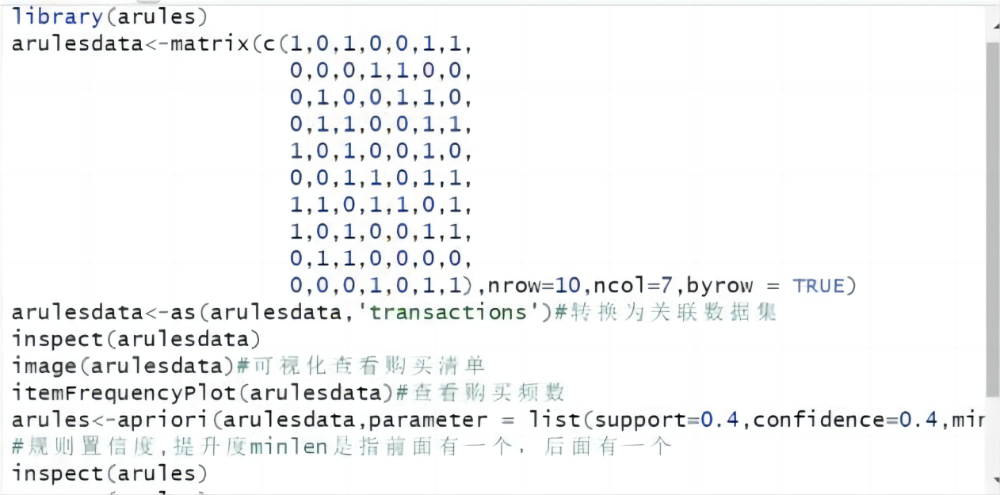 library(arules)
arulesdata<-matrix(c(1,0,1,0,0,1,1,
0,0,0,1,1,0,0,
0,1,0,0,1,1,0,
0,1,1,0,0,1,1,
1,0,1,0,0,1,0,
0,0,1,1,0,1,1,
1,1,0,1,1,0,1,
1,0,1,0,0,1,1,
0,1,1,0,0,0,0,
0,0,0,1,0,1,1),nrow=10,ncol=7,byrow = TRUE)
arulesdata<-as(arulesdata,'transactions')#转换为关联数据集
inspect(arulesdata)
image(arulesdata)#可视化查看购买清单
itemFrequencyPlot(arulesdata)#查看购买频数
arules<-apriori(arulesdata,parameter = list(support=0.4,confidence=0.4,min
#规则置信度,提升度minlen是指前面有一个，后面有一个
inspect(arules)